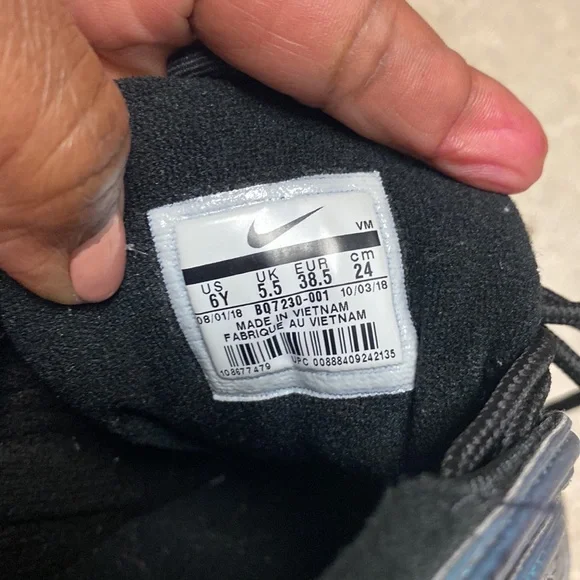 VM
US UK EUR cm
6Y 5.5 38.5 24
08/01/18 BQ7230-001 10/03/18
MADE IN VIETNAM
FABRIQUE AU VIETNAM
108677479 UPC 00888409242135